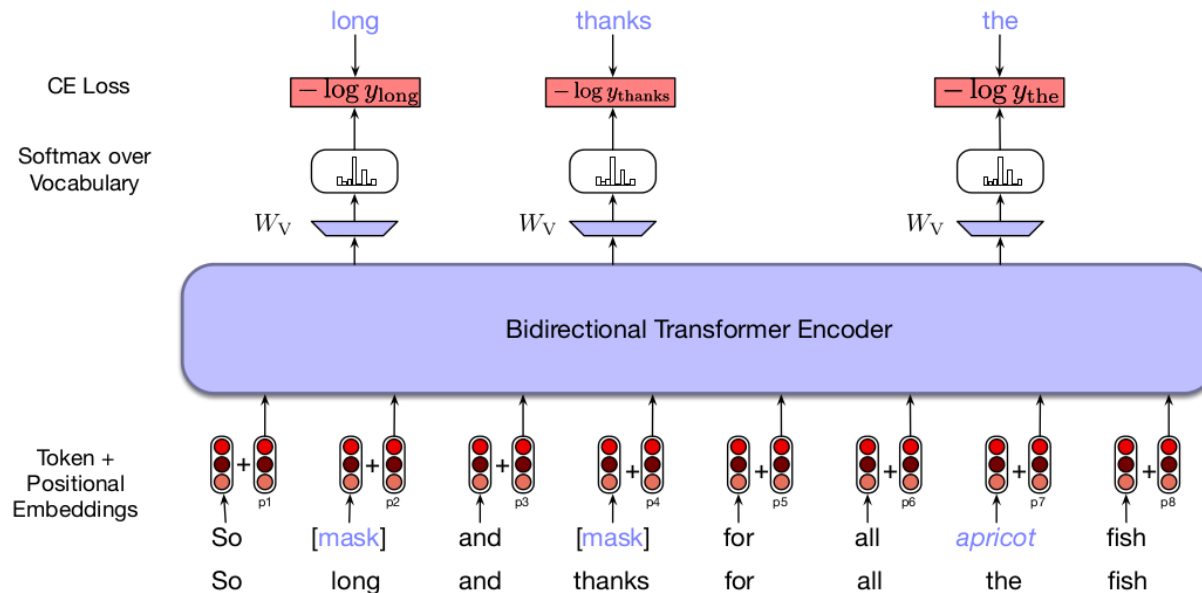 long thanks the
CE Loss − log y_long − log y_thanks − log y_the
Softmax over
Vocabulary
W_V W_V W_V
Bidirectional Transformer Encoder
Token +
Positional
Embeddings
+ + + + + + + +
p1 p2 p3 p4 p5 p6 p7 p8
So [mask] and [mask] for all apricot fish
So long and thanks for all the fish